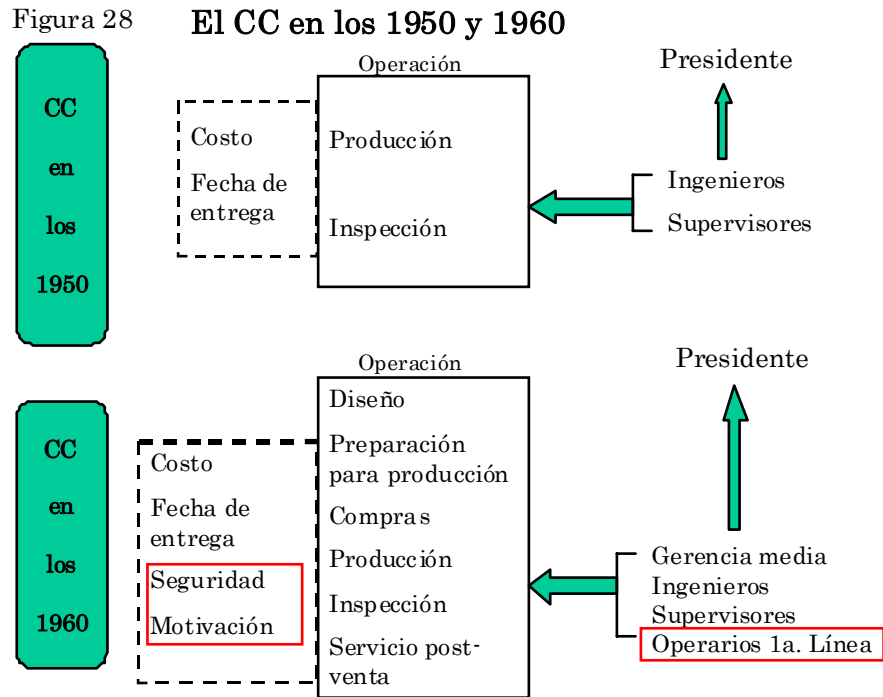 Figura 28
El CC en los 1950 y 1960
CC
en
los
1950
Costo
Fecha de
entrega
Operación
Producción
Inspección
Presidente
Ingenieros
Supervisores
CC
en
los
1960
Costo
Fecha de
entrega
Seguridad
Motivación
Operación
Diseño
Preparación
para producción
Compras
Producción
Inspección
Servicio post-
venta
Presidente
Gerencia media
Ingenieros
Supervisores
Operarios 1a. Línea